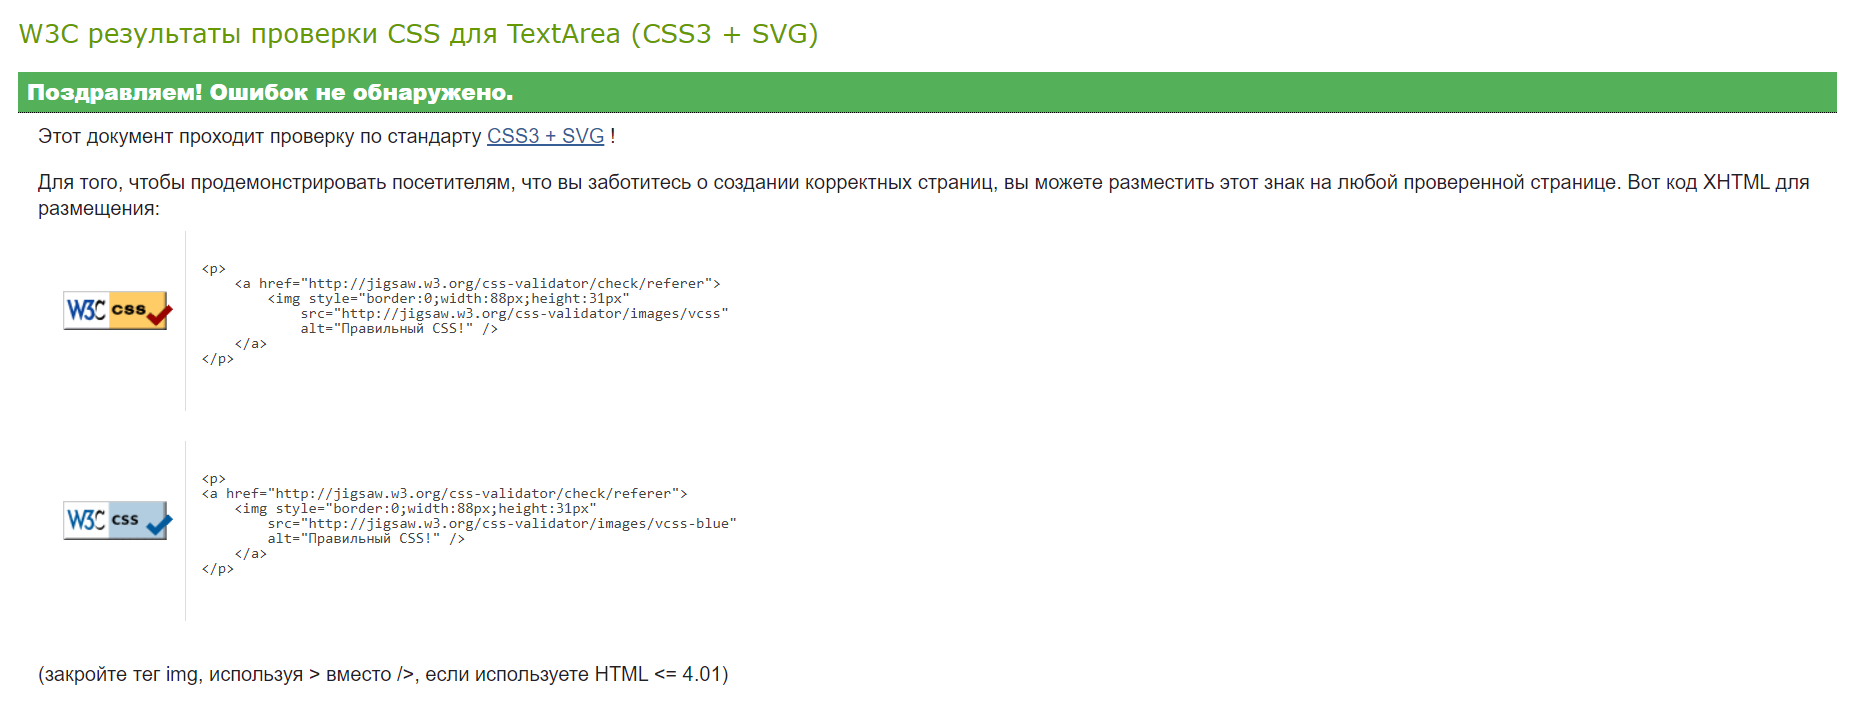 W3C результаты проверки CSS для TextArea (CSS3 + SVG)
Поздравляем! Ошибок не обнаружено.
Этот документ проходит проверку по стандарту CSS3 + SVG !
Для того, чтобы продемонстрировать посетителям, что вы заботитесь о создании корректных страниц, вы можете разместить этот знак на любой проверенной странице. Вот код XHTML для
размещения:
W3C css
<p>
    <a href="http://jigsaw.w3.org/css-validator/check/referer">
        <img style="border:0;width:88px;height:31px"
            src="http://jigsaw.w3.org/css-validator/images/vcss"
            alt="Правильный CSS!" />
    </a>
</p>
W3C css
<p>
<a href="http://jigsaw.w3.org/css-validator/check/referer">
    <img style="border:0;width:88px;height:31px"
        src="http://jigsaw.w3.org/css-validator/images/vcss-blue"
        alt="Правильный CSS!" />
    </a>
</p>
(закройте тег img, используя > вместо />, если используете HTML <= 4.01)